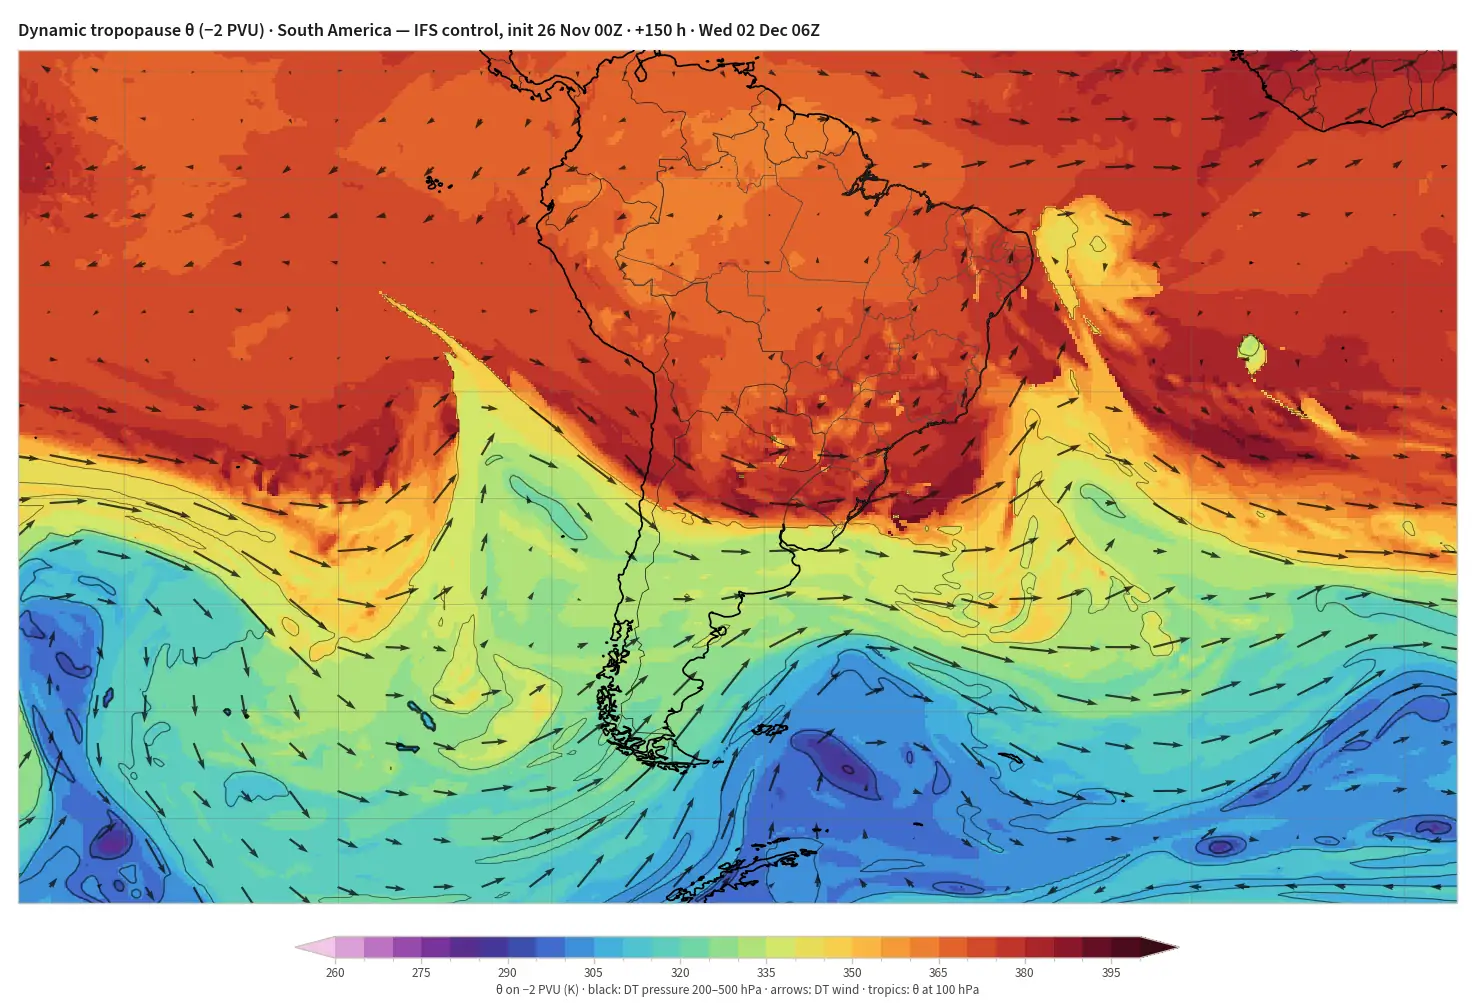 Dynamic tropopause θ (−2 PVU) · South America — IFS control, init 26 Nov 00Z · +150 h · Wed 02 Dec 06Z
260 275 290 305 320 335 350 365 380 395
θ on −2 PVU (K) · black: DT pressure 200–500 hPa · arrows: DT wind · tropics: θ at 100 hPa